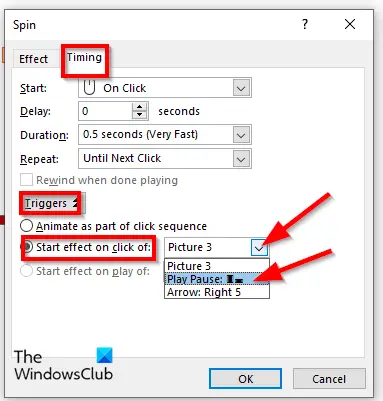 Spin
Effect Timing
Start: On Click
Delay: 0 seconds
Duration: 0.5 seconds (Very Fast)
Repeat: Until Next Click
Rewind when done playing
Triggers
Animate as part of click sequence
Start effect on click of: Picture 3
Picture 3
Start effect on play of: Play Pause:
Arrow: Right 5
The
WindowsClub
OK Cancel